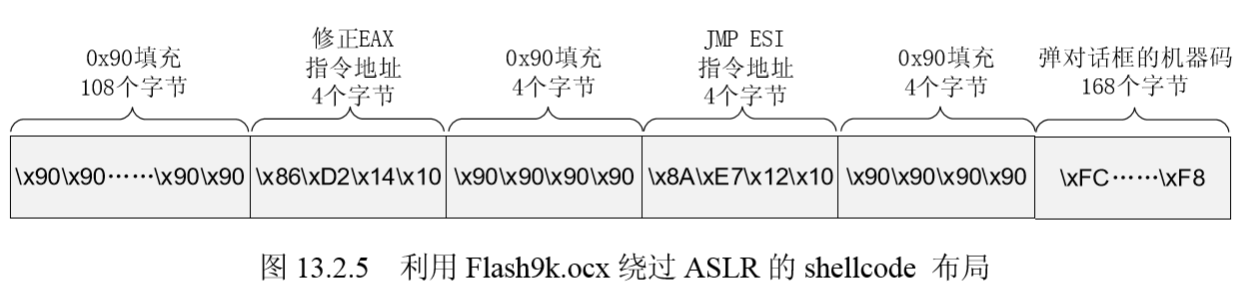 0x90填充
108个字节
修正EAX
指令地址
4个字节
0x90填充
4个字节
JMP ESI
指令地址
4个字节
0x90填充
4个字节
弹对话框的机器码
168个字节
\x90\x90……\x90\x90
\x86\xD2\x14\x10
\x90\x90\x90\x90
\x8A\xE7\x12\x10
\x90\x90\x90\x90
\xFC……\xF8
图 13.2.5 利用 Flash9k.ocx 绕过 ASLR 的 shellcode 布局